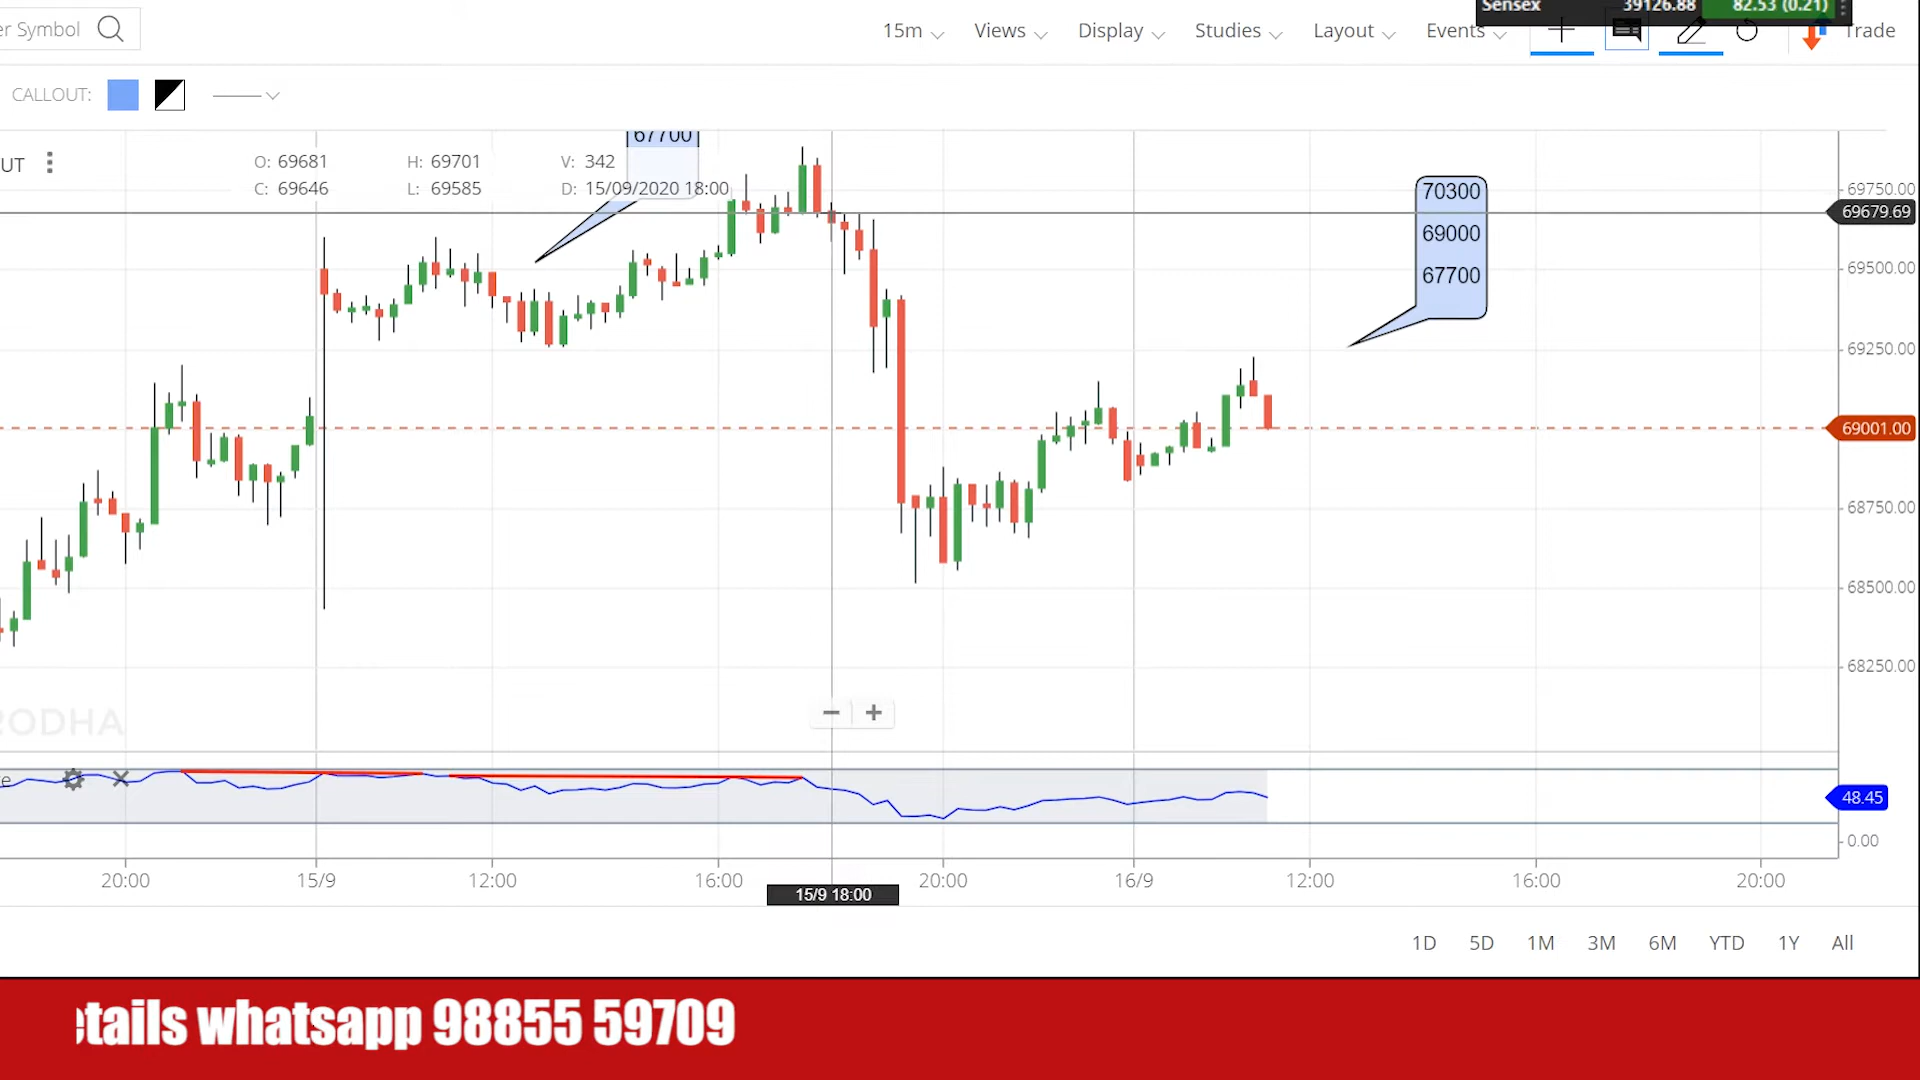 Sensex 39126.88 82.53 (0.21)
er Symbol 15m Views Display Studies Layout Events Trade
CALLOUT:
67700
UT O: 69681 H: 69701 V: 342
C: 69646 L: 69585 D: 15/09/2020 18:00
70300
69000
67700
69750.00
69679.69
69500.00
69250.00
69001.00
68750.00
68500.00
68250.00
RODHA
48.45
0.00
20:00 15/9 12:00 16:00 20:00 16/9 12:00 16:00 20:00
15/9 18:00
1D 5D 1M 3M 6M YTD 1Y All
etails whatsapp 98855 59709